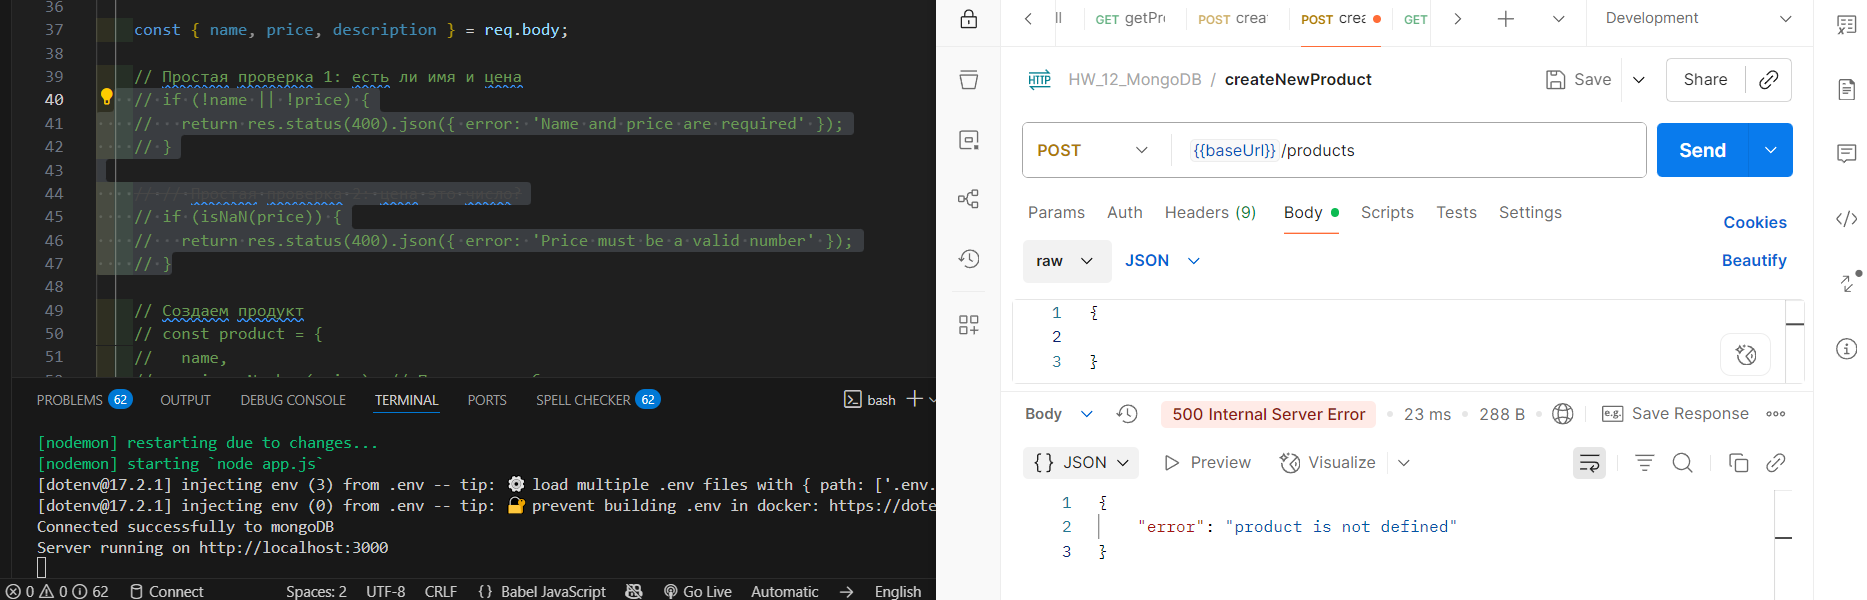 36
37 const { name, price, description } = req.body;
38
39 // Простая проверка 1: есть ли имя и цена
40 // if (!name || !price) {
41 //   return res.status(400).json({ error: 'Name and price are required' });
42 // }
43
44 // // Простая проверка 2: цена это число?
45 // if (isNaN(price)) {
46 //   return res.status(400).json({ error: 'Price must be a valid number' });
47 // }
48
49 // Создаем продукт
50 // const product = {
51 //   name,
PROBLEMS 62 OUTPUT DEBUG CONSOLE TERMINAL PORTS SPELL CHECKER 62 bash
[nodemon] restarting due to changes...
[nodemon] starting `node app.js`
[dotenv@17.2.1] injecting env (3) from .env -- tip: ⚙️ load multiple .env files with { path: ['.env.
[dotenv@17.2.1] injecting env (0) from .env -- tip: 🔐 prevent building .env in docker: https://dote
Connected successfully to mongoDB
Server running on http://localhost:3000
0 0 62 Connect Spaces: 2 UTF-8 CRLF {} Babel JavaScript Go Live Automatic English
GET getPr POST crea POST crea GET Development
HTTP HW_12_MongoDB / createNewProduct Save Share
POST {{baseUrl}}/products Send
Params Auth Headers (9) Body Scripts Tests Settings Cookies
raw JSON Beautify
1 {
2
3 }
Body 500 Internal Server Error 23 ms 288 B e.g. Save Response
{} JSON Preview Visualize
1 {
2 "error": "product is not defined"
3 }